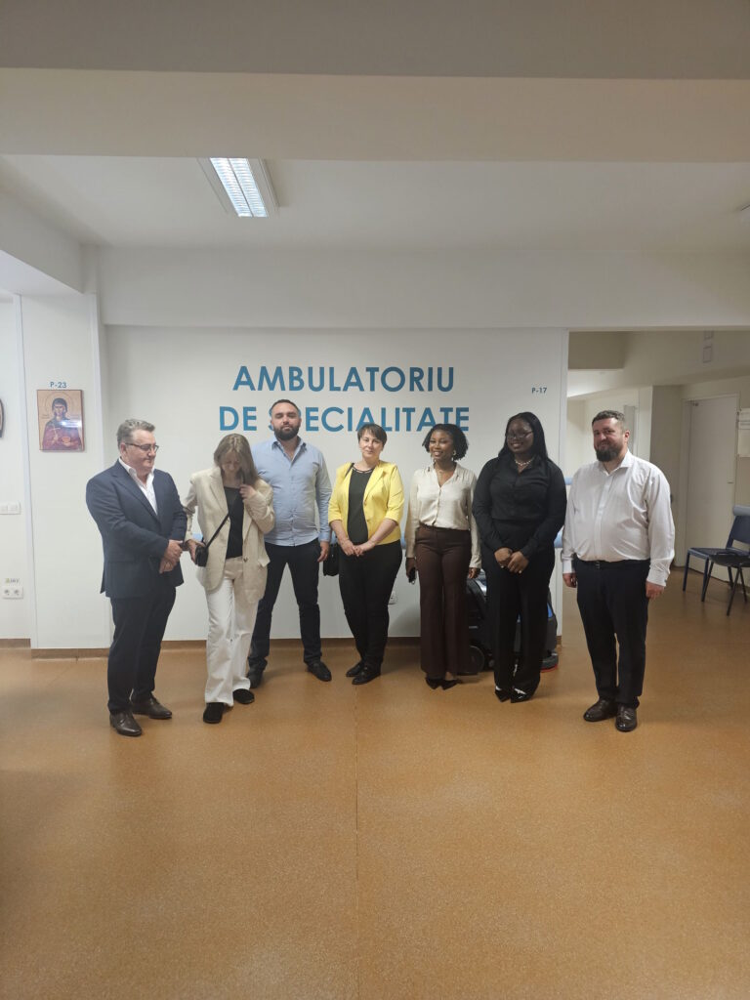 AMBULATORIU
DE SPECIALITATE
P-23
P-17